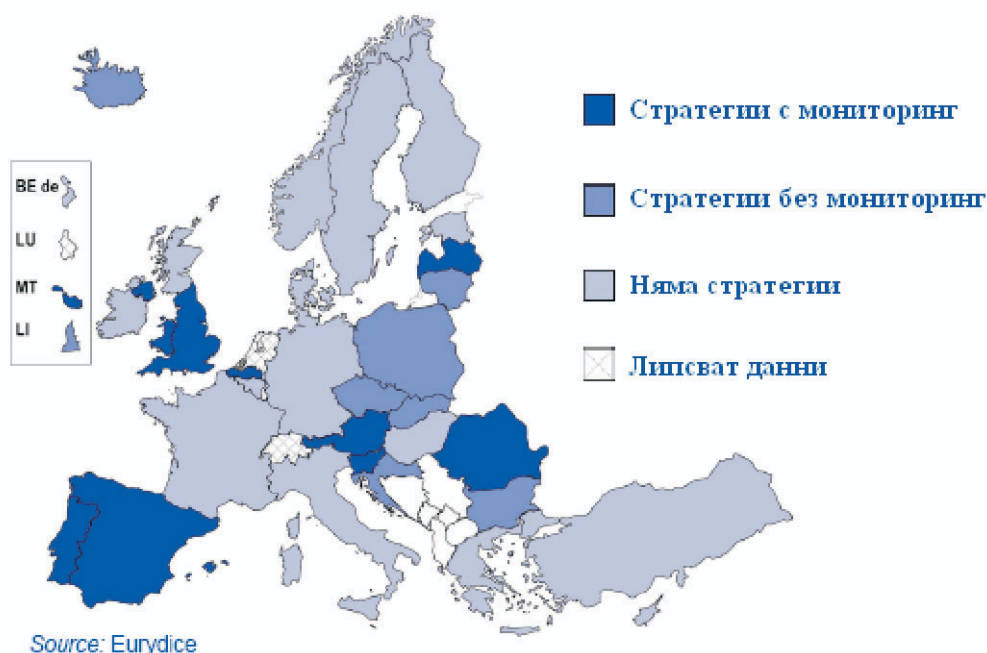 Стратегии с мониторинг
BE de
Стратегии без мониторинг
LU
MT
Няма стратегии
LI
Липсват данни
Source: Eurydice